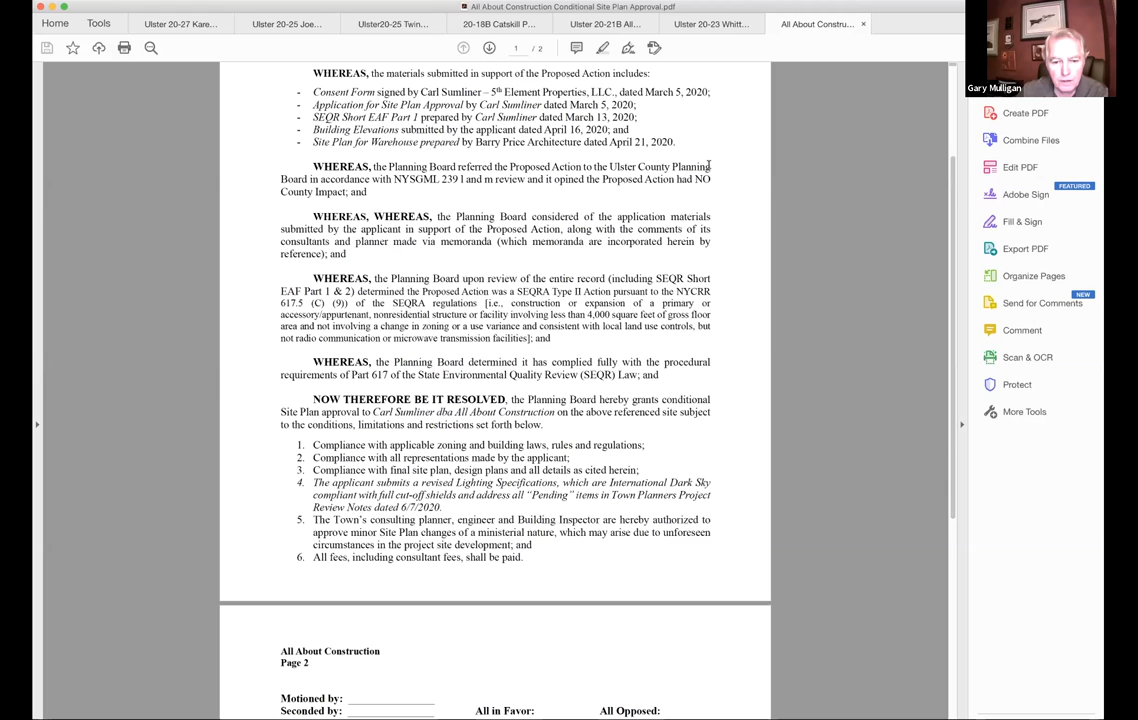 All About Construction Conditional Site Plan Approval.pdf
Home
Tools
Ulster 20-27 Kare...
Ulster 20-25 Joe...
Ulster20-25 Twin...
20-18B Catskill P...
Ulster 20-21B All...
Ulster 20-23 Whitt...
All About Constru... ×
1 / 2
Gary Mulligan
WHEREAS, the materials submitted in support of the Proposed Action includes:
- Consent Form signed by Carl Sumliner – 5th Element Properties, LLC., dated March 5, 2020;
- Application for Site Plan Approval by Carl Sumliner dated March 5, 2020;
- SEQR Short EAF Part 1 prepared by Carl Sumliner dated March 13, 2020;
- Building Elevations submitted by the applicant dated April 16, 2020; and
- Site Plan for Warehouse prepared by Barry Price Architecture dated April 21, 2020.
WHEREAS, the Planning Board referred the Proposed Action to the Ulster County Planning
Board in accordance with NYSGML 239 l and m review and it opined the Proposed Action had NO
County Impact; and
WHEREAS, WHEREAS, the Planning Board considered of the application materials
submitted by the applicant in support of the Proposed Action, along with the comments of its
consultants and planner made via memoranda (which memoranda are incorporated herein by
reference); and
WHEREAS, the Planning Board upon review of the entire record (including SEQR Short
EAF Part 1 & 2) determined the Proposed Action was a SEQRA Type II Action pursuant to the NYCRR
617.5 (C) (9)) of the SEQRA regulations [i.e., construction or expansion of a primary or
accessory/appurtenant, nonresidential structure or facility involving less than 4,000 square feet of gross floor
area and not involving a change in zoning or a use variance and consistent with local land use controls, but
not radio communication or microwave transmission facilities]; and
WHEREAS, the Planning Board determined it has complied fully with the procedural
requirements of Part 617 of the State Environmental Quality Review (SEQR) Law; and
NOW THEREFORE BE IT RESOLVED, the Planning Board hereby grants conditional
Site Plan approval to Carl Sumliner dba All About Construction on the above referenced site subject
to the conditions, limitations and restrictions set forth below.
1. Compliance with applicable zoning and building laws, rules and regulations;
2. Compliance with all representations made by the applicant;
3. Compliance with final site plan, design plans and all details as cited herein;
4. The applicant submits a revised Lighting Specifications, which are International Dark Sky
compliant with full cut-off shields and address all “Pending” items in Town Planners Project
Review Notes dated 6/7/2020.
5. The Town’s consulting planner, engineer and Building Inspector are hereby authorized to
approve minor Site Plan changes of a ministerial nature, which may arise due to unforeseen
circumstances in the project site development; and
6. All fees, including consultant fees, shall be paid.
All About Construction
Page 2
Motioned by:
Seconded by: All in Favor: All Opposed:
Create PDF
Combine Files
Edit PDF
FEATURED
Adobe Sign
Fill & Sign
Export PDF
Organize Pages
NEW
Send for Comments
Comment
Scan & OCR
Protect
More Tools